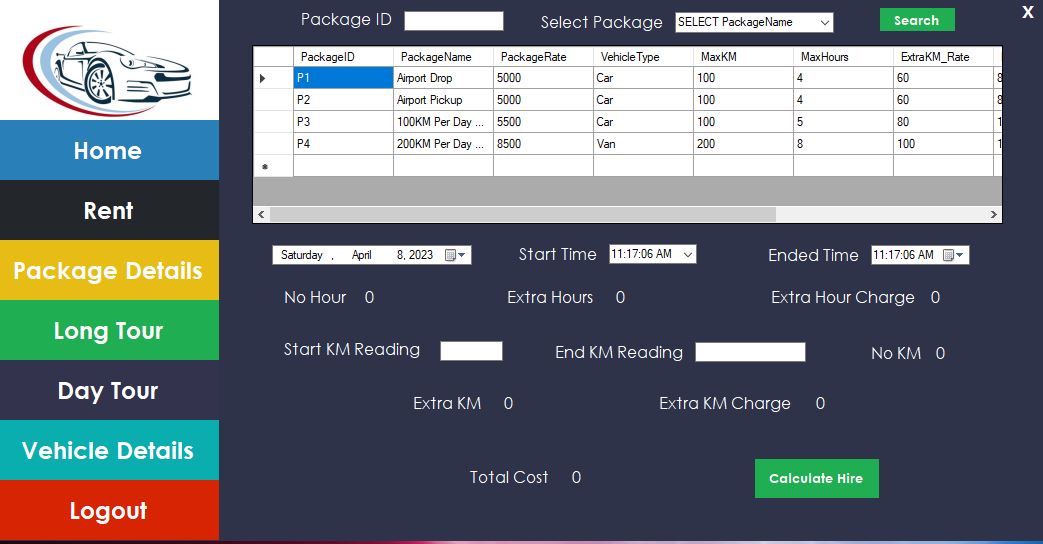 Package ID Select Package SELECT PackageName Search X
Home
Rent
Package Details
Long Tour
Day Tour
Vehicle Details
Logout
PackageID PackageName PackageRate VehicleType MaxKM MaxHours ExtraKM_Rate
P1 Airport Drop 5000 Car 100 4 60
P2 Airport Pickup 5000 Car 100 4 60
P3 100KM Per Day ... 5500 Car 100 5 80
P4 200KM Per Day ... 8500 Van 200 8 100
Saturday , April 8, 2023 Start Time 11:17:06 AM Ended Time 11:17:06 AM
No Hour 0 Extra Hours 0 Extra Hour Charge 0
Start KM Reading End KM Reading No KM 0
Extra KM 0 Extra KM Charge 0
Total Cost 0 Calculate Hire